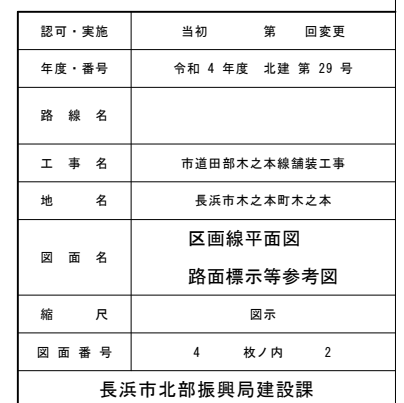 認可・実施 当初 第 回変更
年度・番号 令和 4 年度 北建 第 29 号
路線名
工事名 市道田部木之本線舗装工事
地名 長浜市木之本町木之本
図面名 区画線平面図
路面標示等参考図
縮尺 図示
図面番号 4 枚ノ内 2
長浜市北部振興局建設課